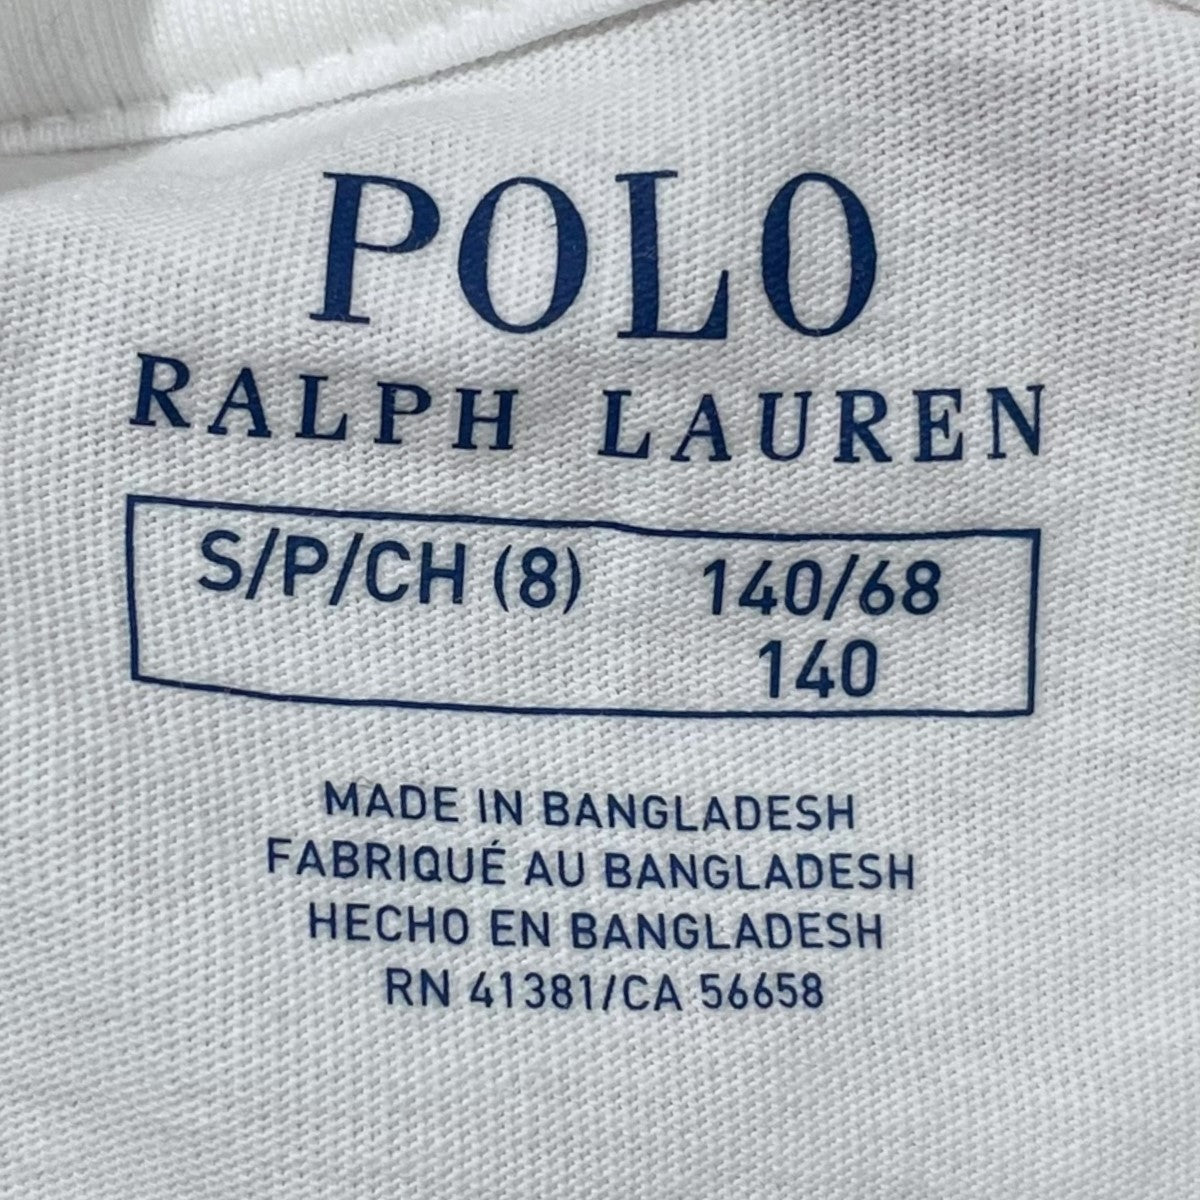 POLO
RALPH LAUREN
S/P/CH (8) 140/68
140
MADE IN BANGLADESH
FABRIQUÉ AU BANGLADESH
HECHO EN BANGLADESH
RN 41381/CA 56658